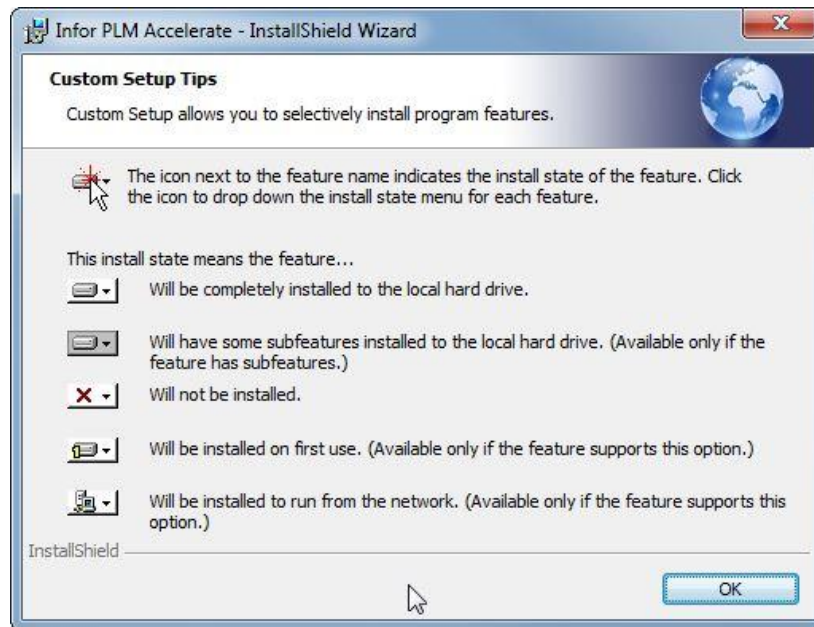 Infor PLM Accelerate - InstallShield Wizard
Custom Setup Tips
Custom Setup allows you to selectively install program features.
The icon next to the feature name indicates the install state of the feature. Click
the icon to drop down the install state menu for each feature.
This install state means the feature...
Will be completely installed to the local hard drive.
Will have some subfeatures installed to the local hard drive. (Available only if the
feature has subfeatures.)
Will not be installed.
Will be installed on first use. (Available only if the feature supports this option.)
Will be installed to run from the network. (Available only if the feature supports this
option.)
InstallShield
OK